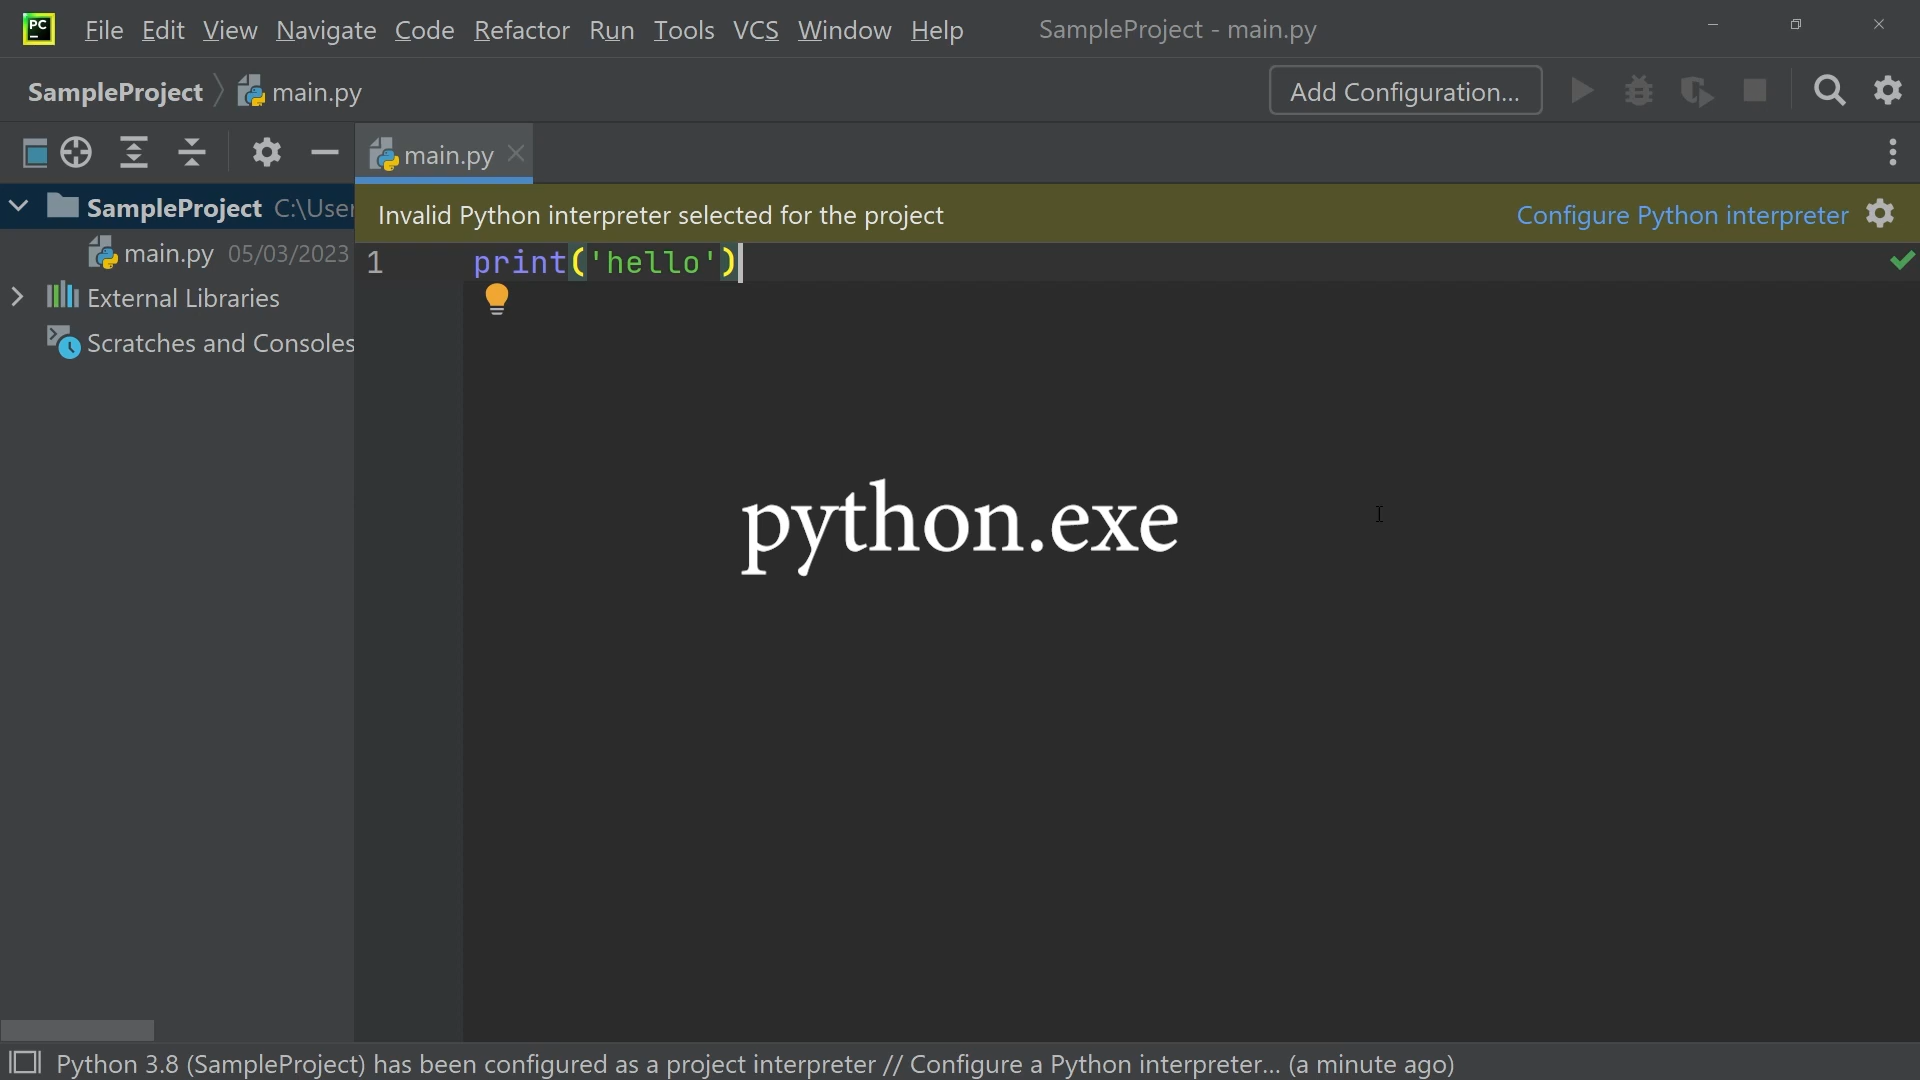 PC
File Edit View Navigate Code Refactor Run Tools VCS Window Help SampleProject - main.py
SampleProject main.py Add Configuration...
main.py
Invalid Python interpreter selected for the project Configure Python interpreter
SampleProject C:\User
main.py 05/03/2023
External Libraries
Scratches and Consoles
1 print('hello')
python.exe
Python 3.8 (SampleProject) has been configured as a project interpreter // Configure a Python interpreter... (a minute ago)